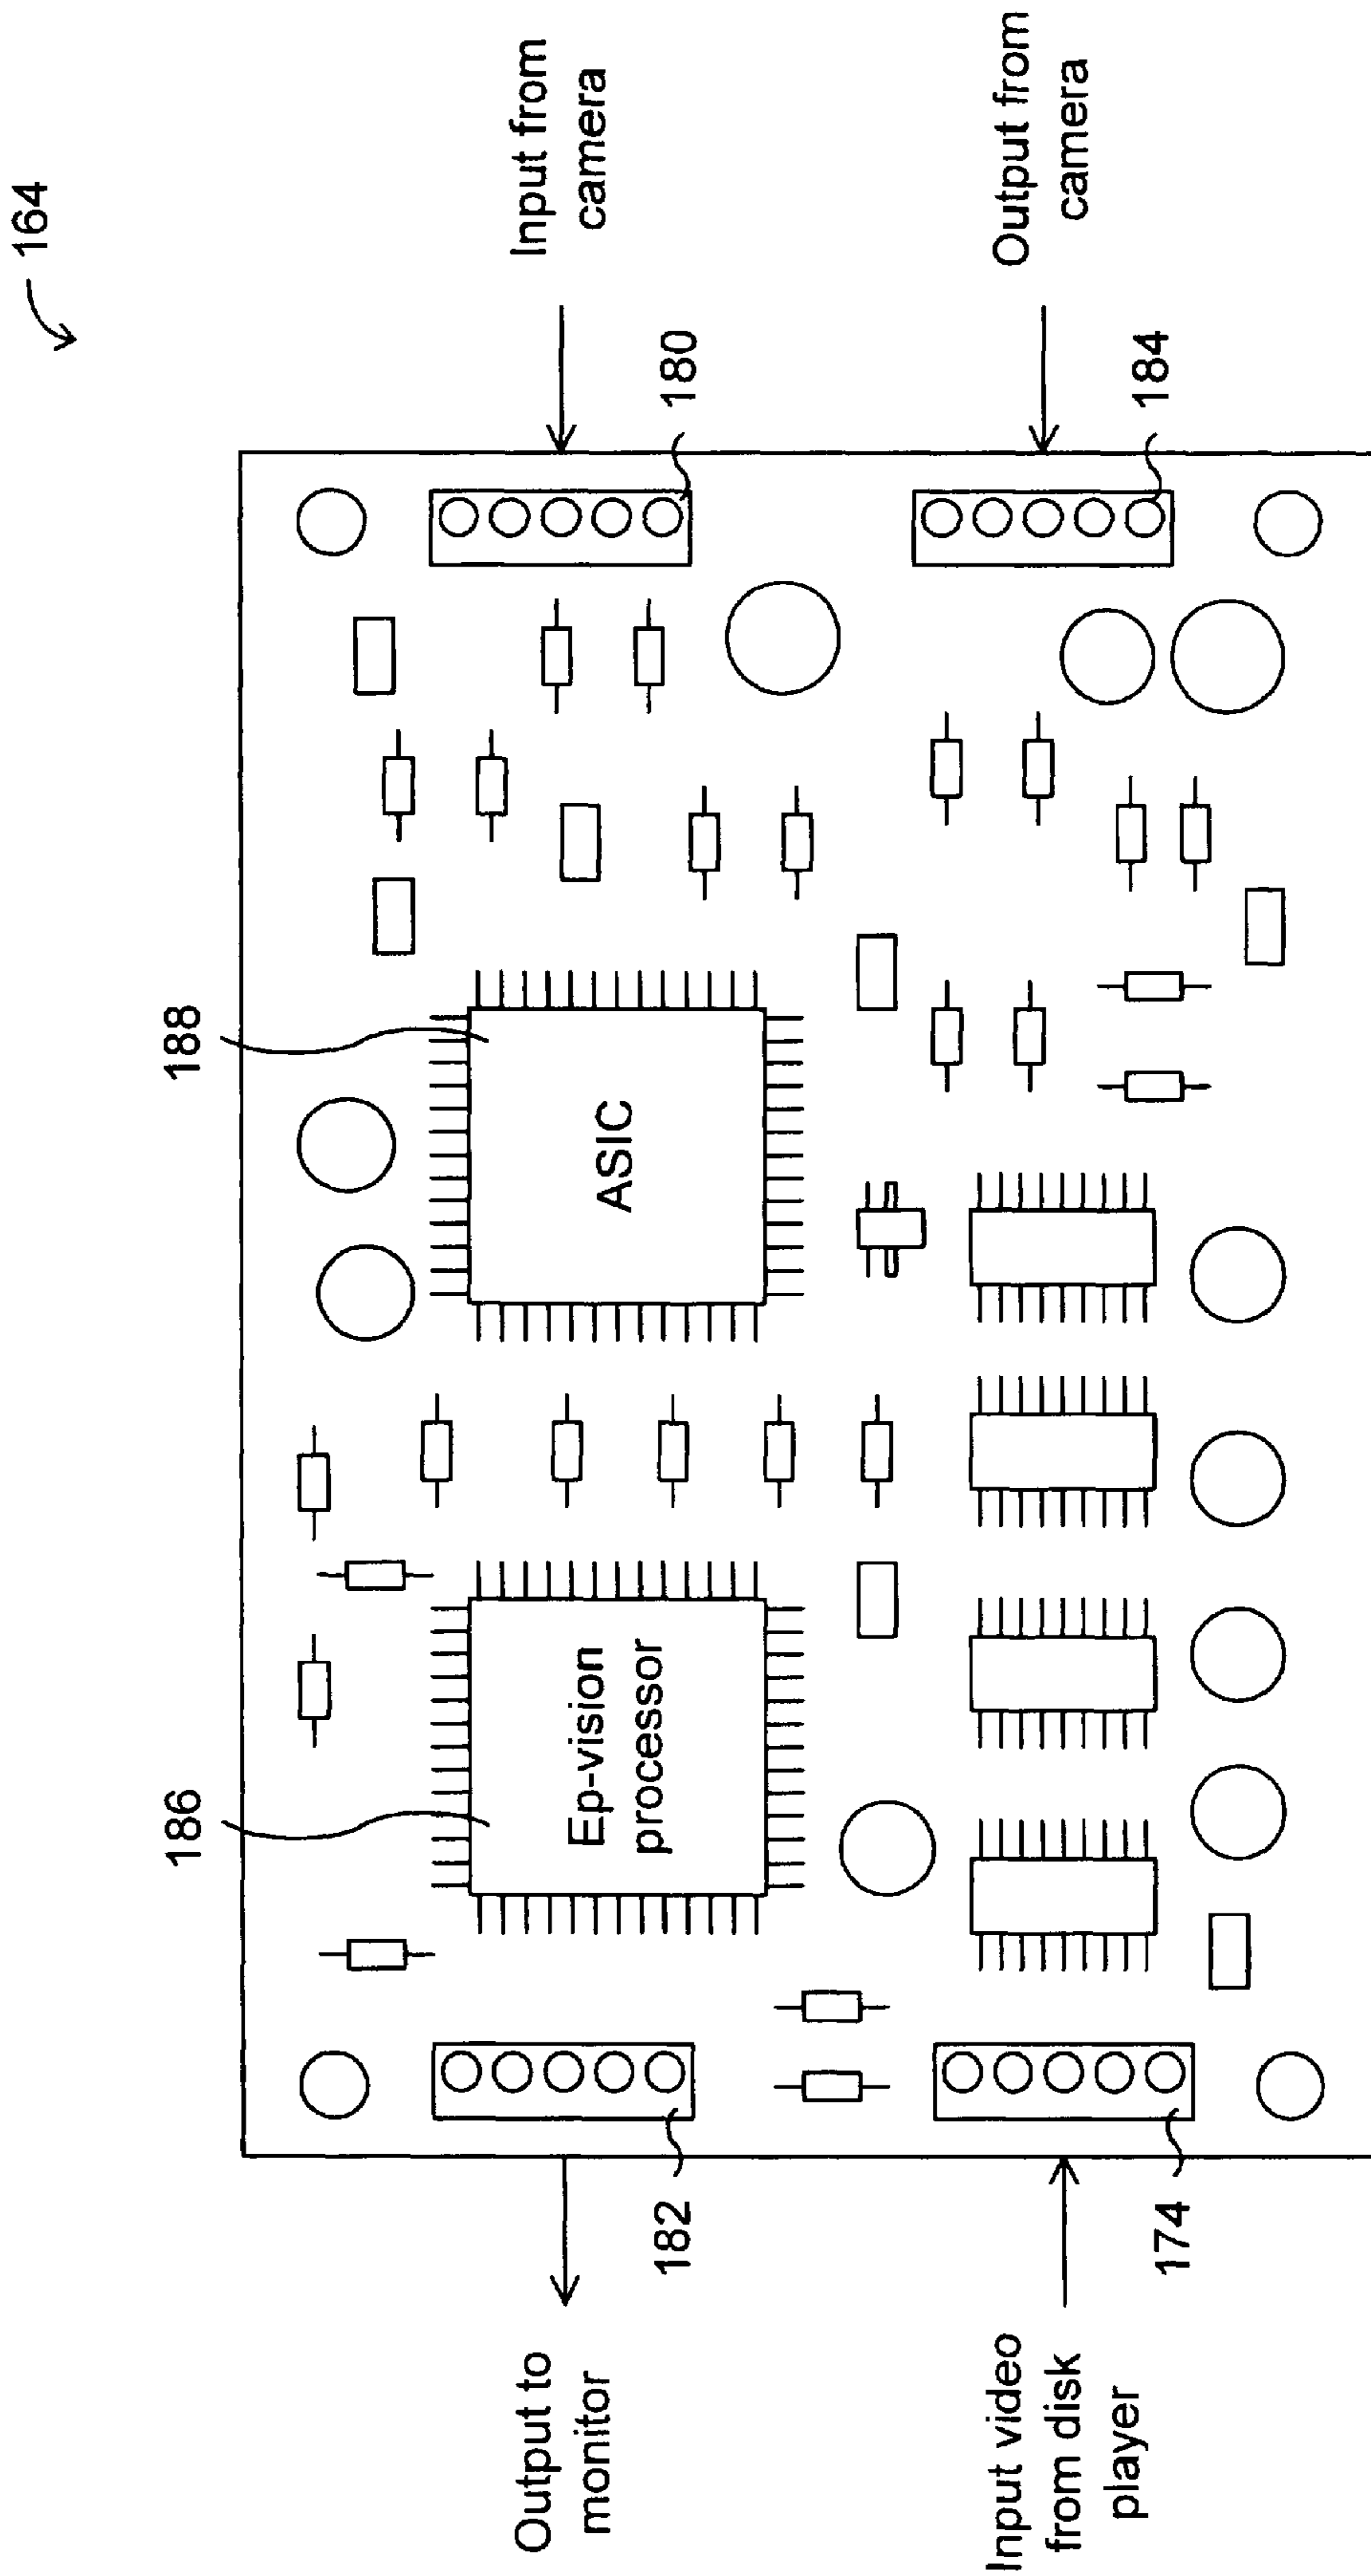 164
188
186
Input from
camera
180
Output from
camera
184
ASIC
Ep-vision
processor
Output to
monitor
182
Input video
from disk
player
174